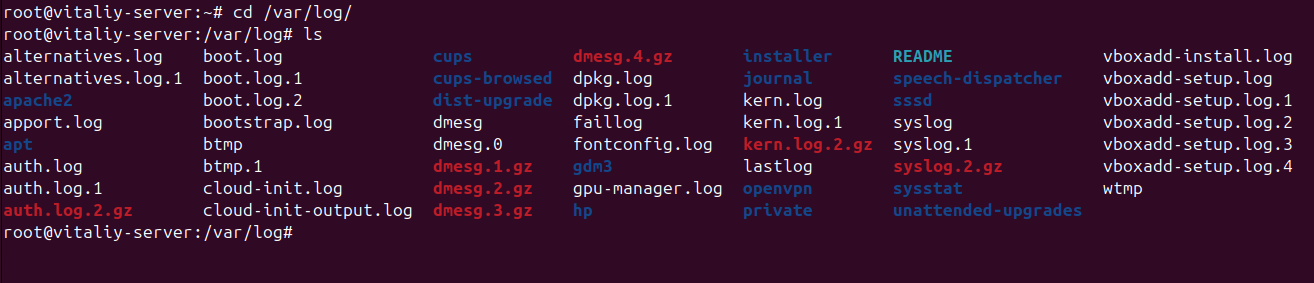 root@vitaliy-server:~# cd /var/log/
root@vitaliy-server:/var/log# ls
alternatives.log    boot.log               cups            dmesg.4.gz       installer      README               vboxadd-install.log
alternatives.log.1  boot.log.1             cups-browsed    dpkg.log         journal        speech-dispatcher    vboxadd-setup.log
apache2             boot.log.2             dist-upgrade    dpkg.log.1       kern.log       sssd                 vboxadd-setup.log.1
apport.log          bootstrap.log          dmesg           faillog          kern.log.1     syslog               vboxadd-setup.log.2
apt                 btmp                   dmesg.0         fontconfig.log   kern.log.2.gz  syslog.1             vboxadd-setup.log.3
auth.log            btmp.1                 dmesg.1.gz      gdm3             lastlog        syslog.2.gz          vboxadd-setup.log.4
auth.log.1          cloud-init.log         dmesg.2.gz      gpu-manager.log  openvpn        sysstat              wtmp
auth.log.2.gz       cloud-init-output.log  dmesg.3.gz      hp               private        unattended-upgrades
root@vitaliy-server:/var/log#